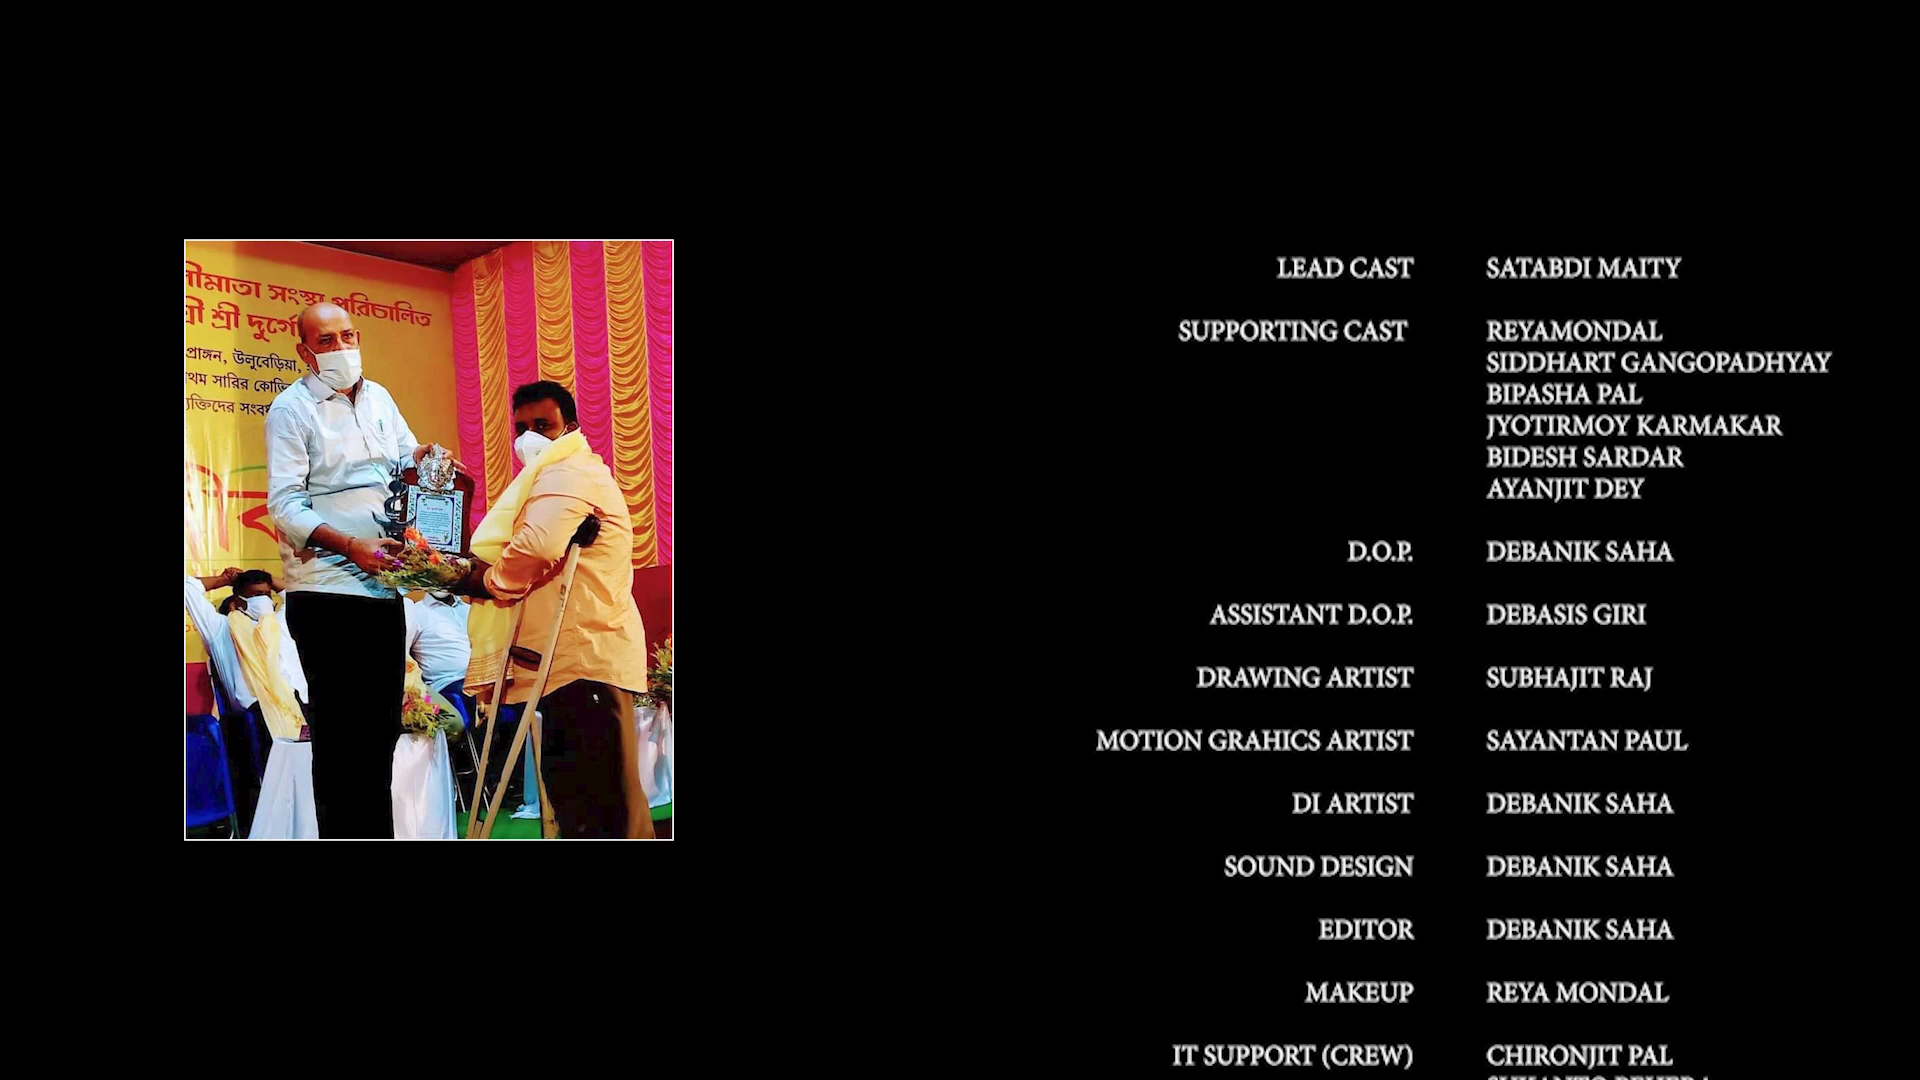 শ্রী শ্রী দুর্গে
প্রাঙ্গন, উলুবেড়িয়া,
সংস্থা পরিচালিত
সারির
LEAD CAST SATABDI MAITY
SUPPORTING CAST REYAMONDAL
SIDDHART GANGOPADHYAY
BIPASHA PAL
JYOTIRMOY KARMAKAR
BIDESH SARDAR
AYANJIT DEY
D.O.P. DEBANIK SAHA
ASSISTANT D.O.P. DEBASIS GIRI
DRAWING ARTIST SUBHAJIT RAJ
MOTION GRAHICS ARTIST SAYANTAN PAUL
DI ARTIST DEBANIK SAHA
SOUND DESIGN DEBANIK SAHA
EDITOR DEBANIK SAHA
MAKEUP REYA MONDAL
IT SUPPORT (CREW) CHIRONJIT PAL